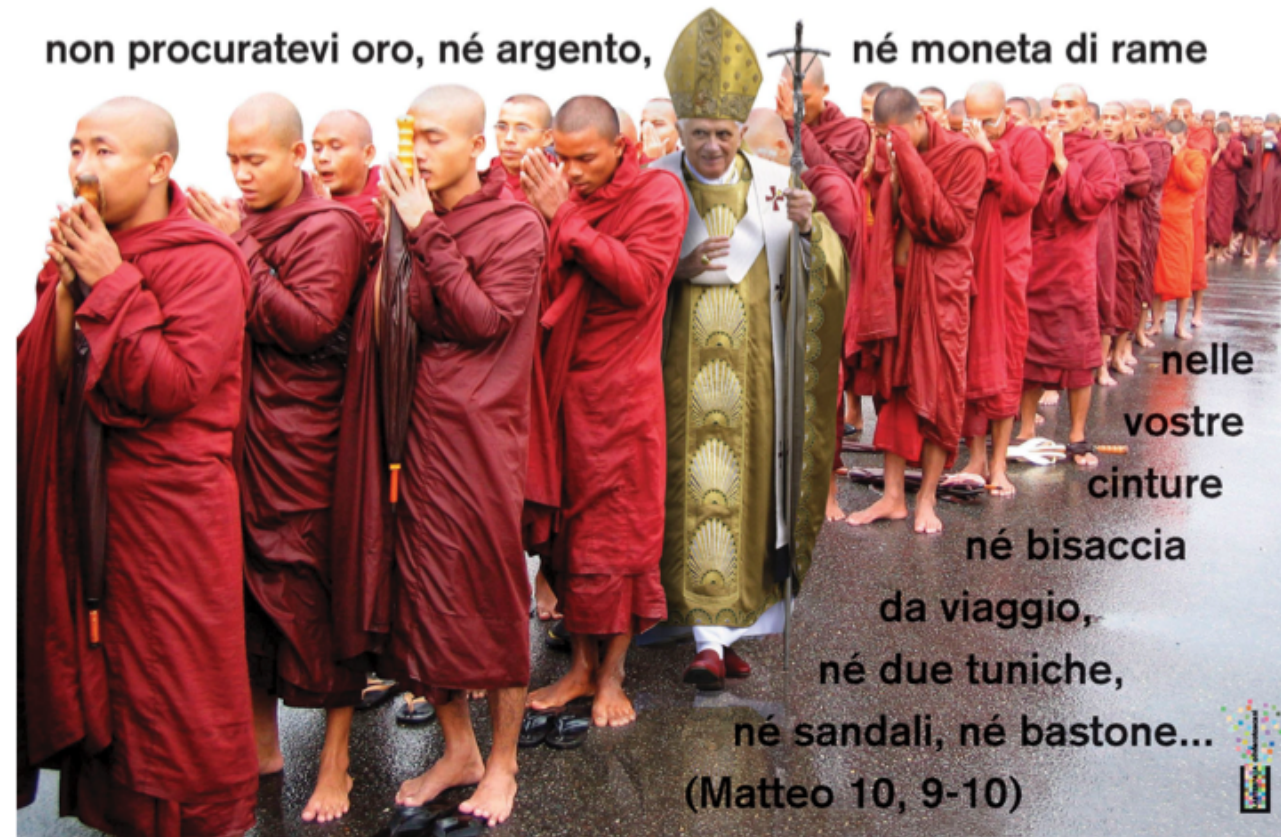 non procuratevi oro, né argento, né moneta di rame
nelle
vostre
cinture
né bisaccia
da viaggio,
né due tuniche,
né sandali, né bastone...
(Matteo 10, 9-10)